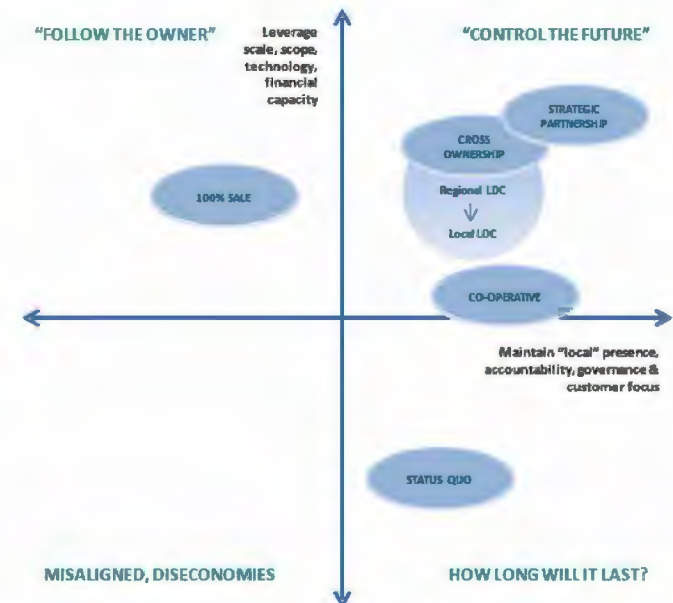 "FOLLOW THE OWNER"
Leverage
scale, scope,
technology,
financial
capacity
"CONTROL THE FUTURE"
STRATEGIC
PARTNERSHIP
CROSS
OWNERSHIP
100% SALE
Regional LDC
Local LDC
CO-OPERATIVE
Maintain "local" presence,
accountability, governance &
customer focus
STATUS QUO
MISALIGNED, DISECONOMIES
HOW LONG WILL IT LAST?